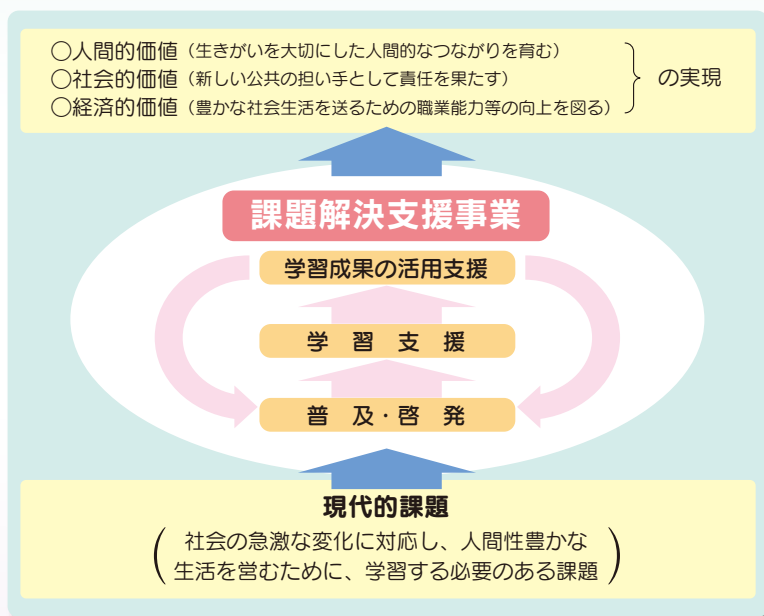 ○人間的価値（生きがいを大切にした人間的なつながりを育む）
○社会的価値（新しい公共の担い手として責任を果たす）
○経済的価値（豊かな社会生活を送るための職業能力等の向上を図る）
の実現
課題解決支援事業
学習成果の活用支援
学習支援
普及・啓発
現代的課題
（社会の急激な変化に対応し、人間性豊かな
生活を営むために、学習する必要のある課題）